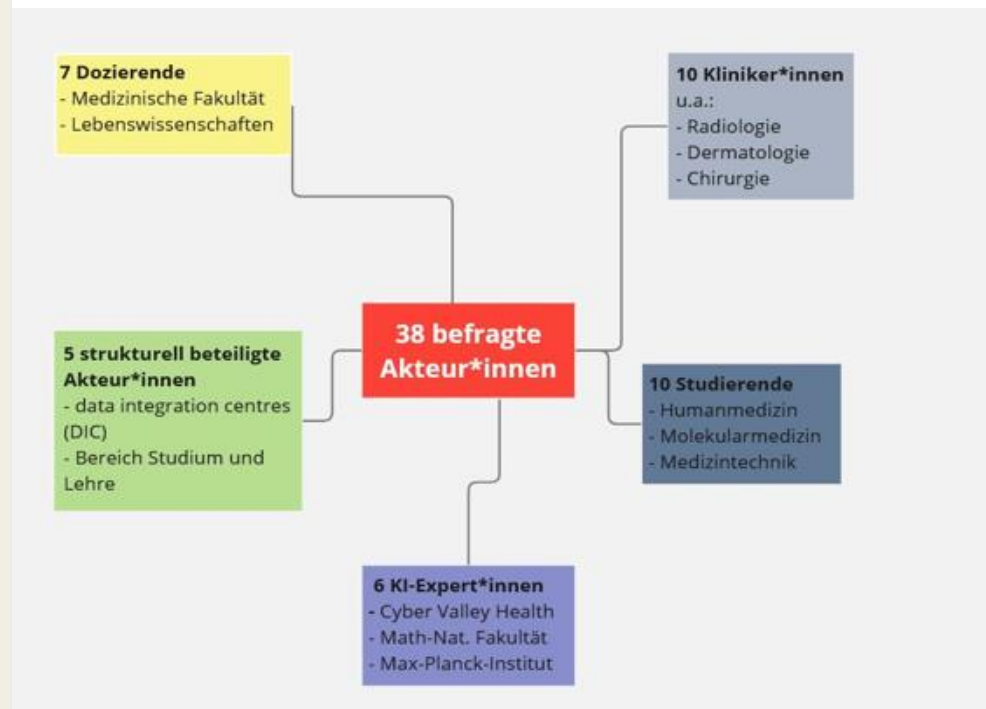 7 Dozierende
- Medizinische Fakultät
- Lebenswissenschaften
10 Kliniker*innen
u.a.:
- Radiologie
- Dermatologie
- Chirurgie
38 befragte
Akteur*innen
5 strukturell beteiligte
Akteur*innen
- data integration centres
(DIC)
- Bereich Studium und
Lehre
10 Studierende
- Humanmedizin
- Molekularmedizin
- Medizintechnik
6 KI-Expert*innen
- Cyber Valley Health
- Math-Nat. Fakultät
- Max-Planck-Institut